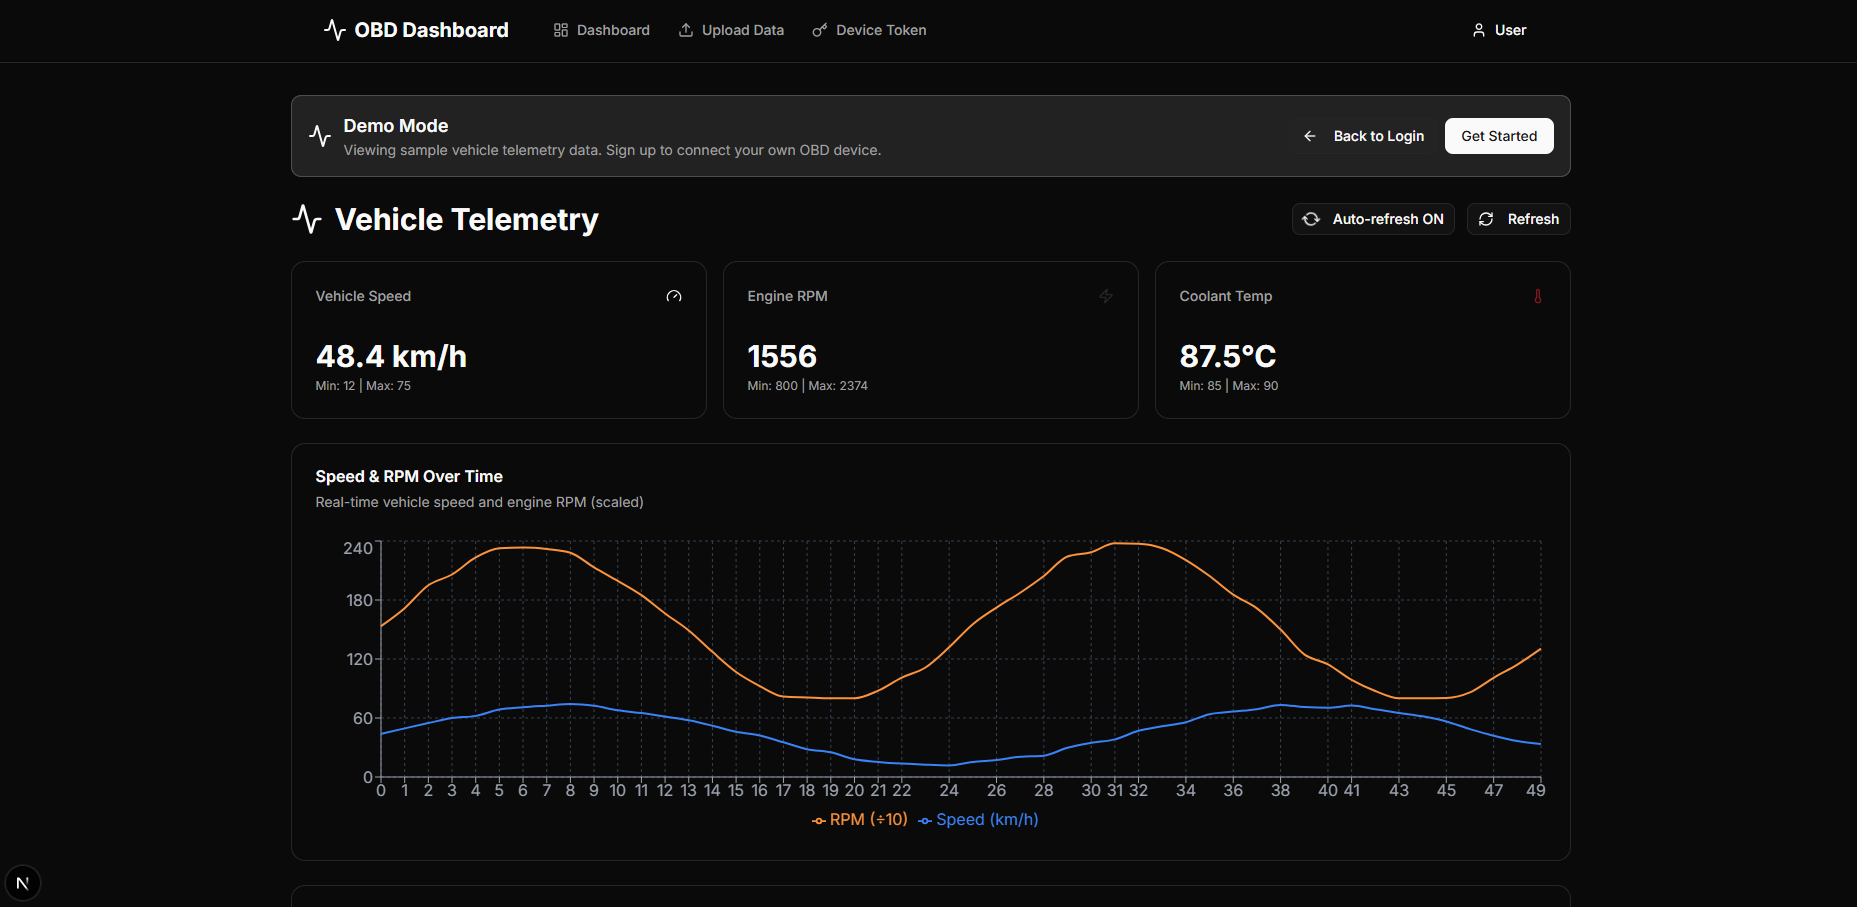 OBD Dashboard
Dashboard
Upload Data
Device Token
User
Demo Mode
Viewing sample vehicle telemetry data. Sign up to connect your own OBD device.
Back to Login
Get Started
Vehicle Telemetry
Auto-refresh ON
Refresh
Vehicle Speed
48.4 km/h
Min: 12 | Max: 75
Engine RPM
1556
Min: 800 | Max: 2374
Coolant Temp
87.5°C
Min: 85 | Max: 90
Speed & RPM Over Time
Real-time vehicle speed and engine RPM (scaled)
240
180
120
60
0
0 1 2 3 4 5 6 7 8 9 10 11 12 13 14 15 16 17 18 19 20 21 22 24 26 28 30 31 32 34 36 38 40 41 43 45 47 49
RPM (÷10) Speed (km/h)
N